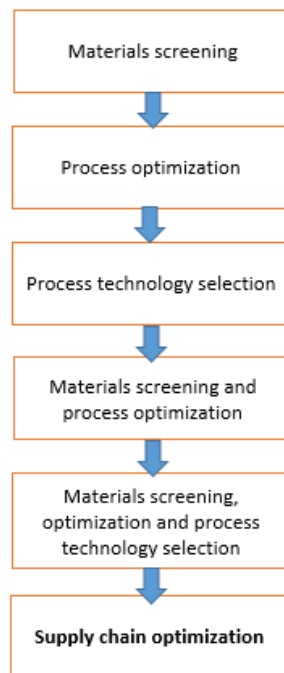 Materials screening
Process optimization
Process technology selection
Materials screening and
process optimization
Materials screening,
optimization and process
technology selection
Supply chain optimization